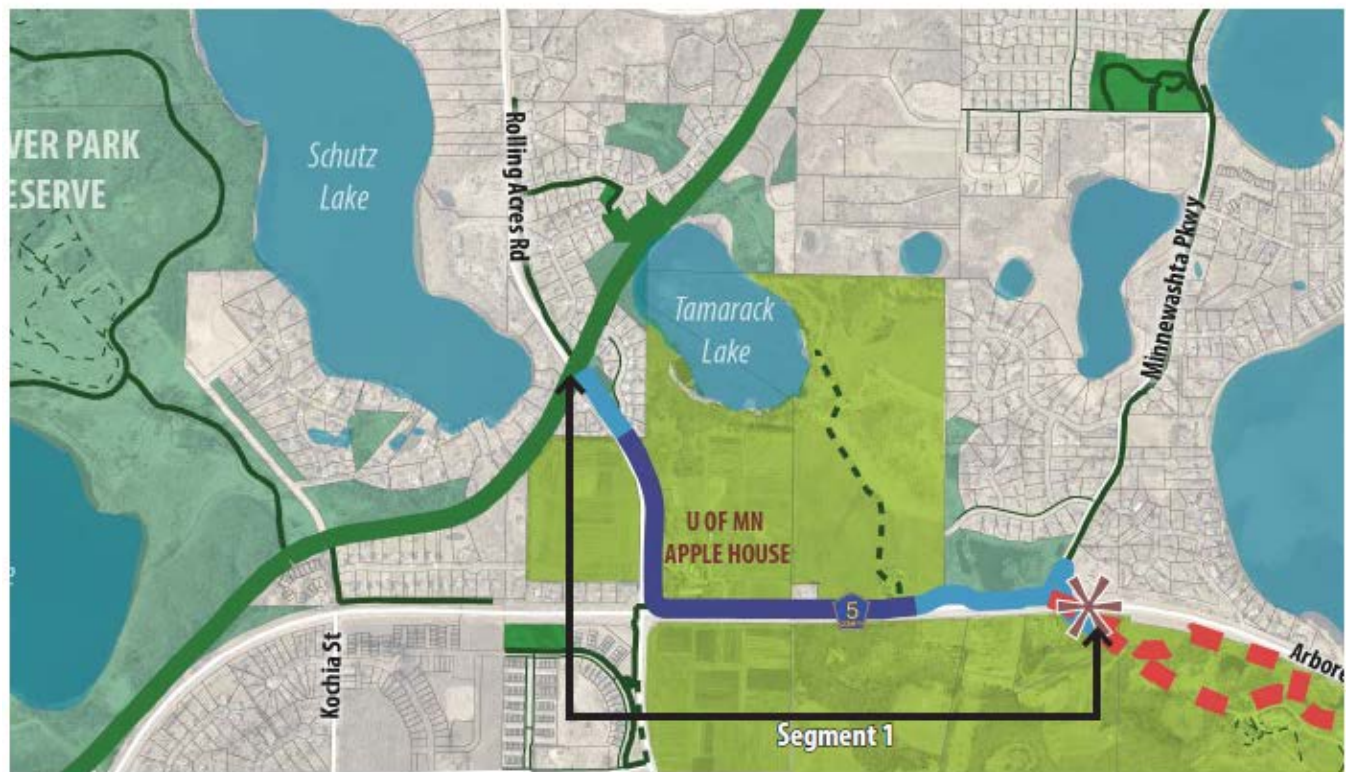 VER PARK
ESERVE
Schutz
Lake
Rolling Acres Rd
Tamarack
Lake
Minnewashta Pkwy
U OF MN
APPLE HOUSE
5
Kochia St
Arbore
Segment 1